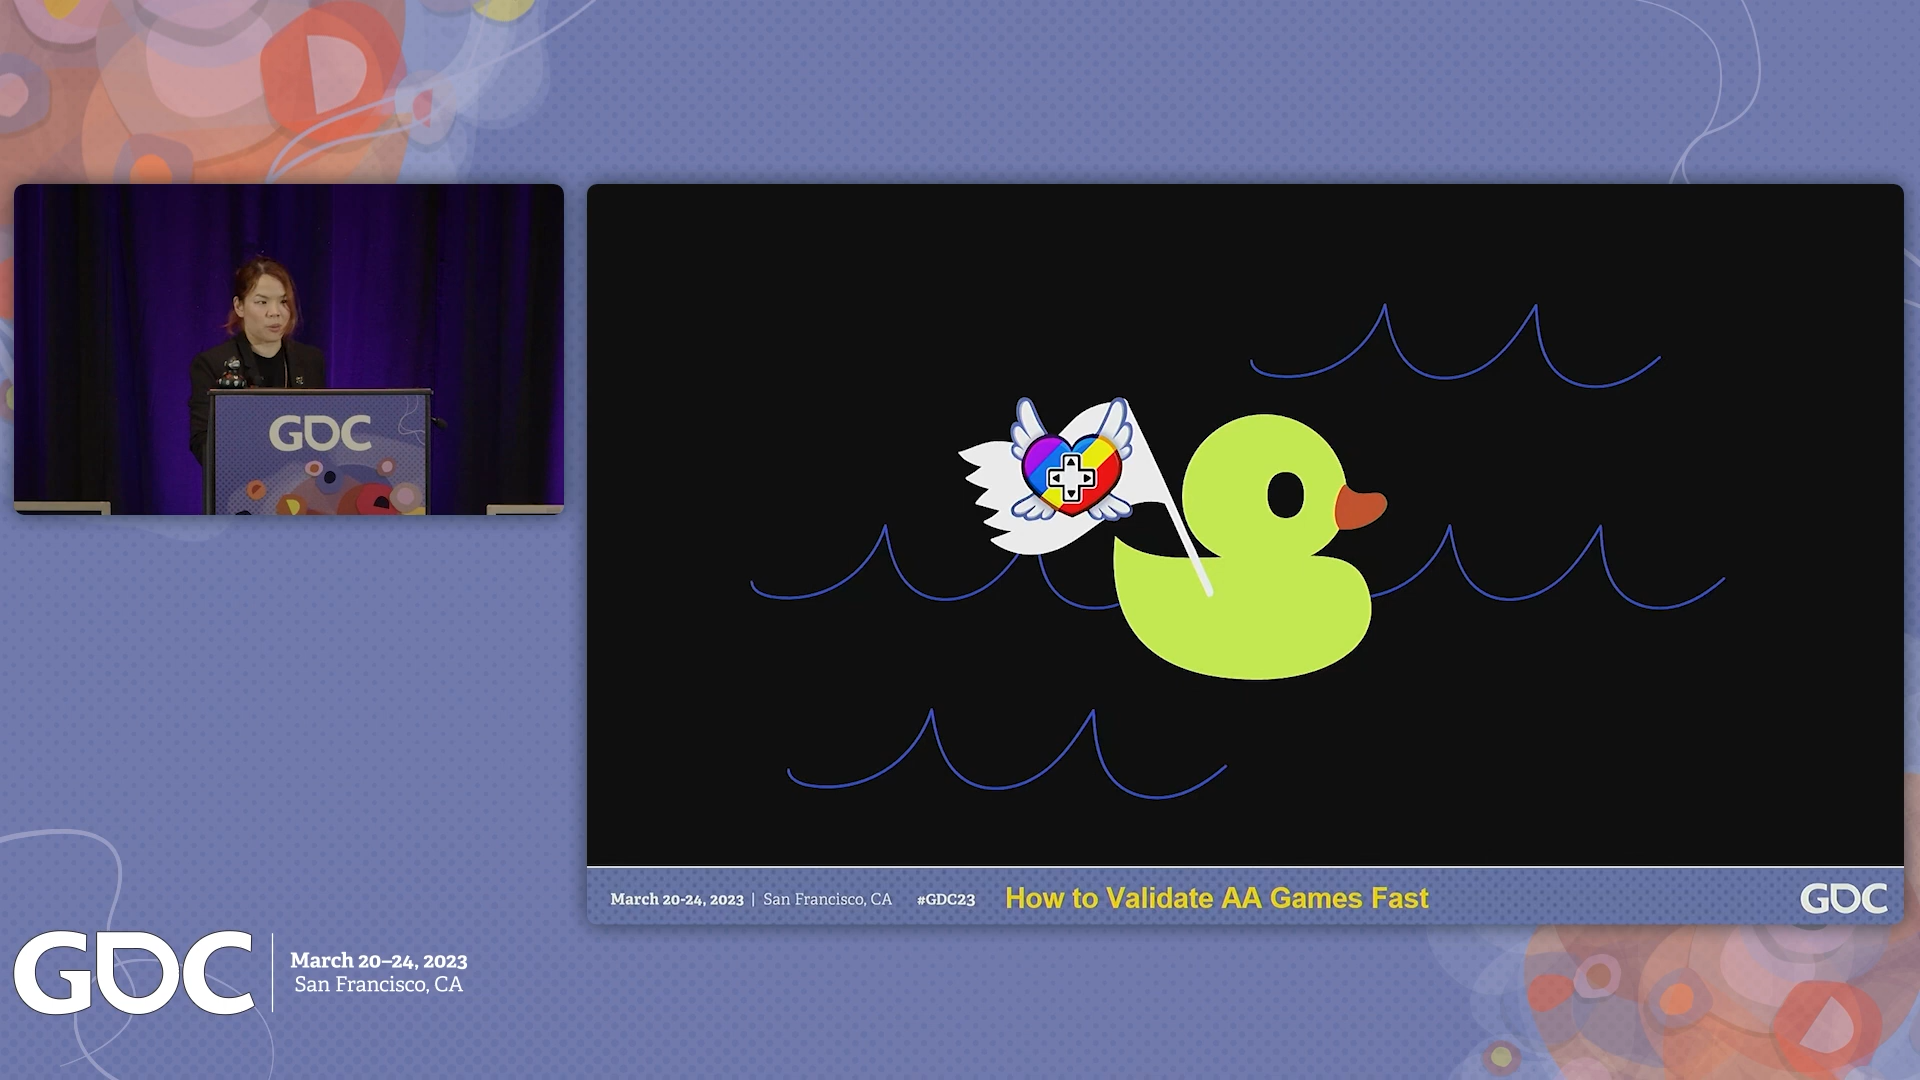 GDC
March 20-24, 2023 | San Francisco, CA #GDC23 How to Validate AA Games Fast GDC
GDC
March 20–24, 2023
San Francisco, CA